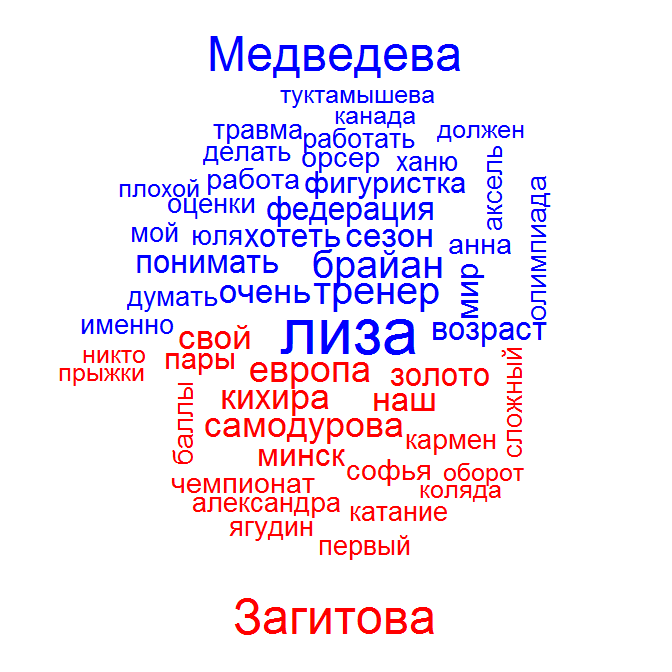 Медведева
туктамышева
канада
травма работать должен
делать орсер ханю
аксель
плохой работа фигуристка
олимпиада
оценки федерация
мой юля хотеть сезон анна
понимать брайан
мир
думать очень тренер
именно лиза возраст
свой
никто пары
прыжки европа золото
сложный
кихира наш
баллы
самодурова кармен
минск софья оборот
чемпионат коляда
александра катание
ягудин
первый
Загитова